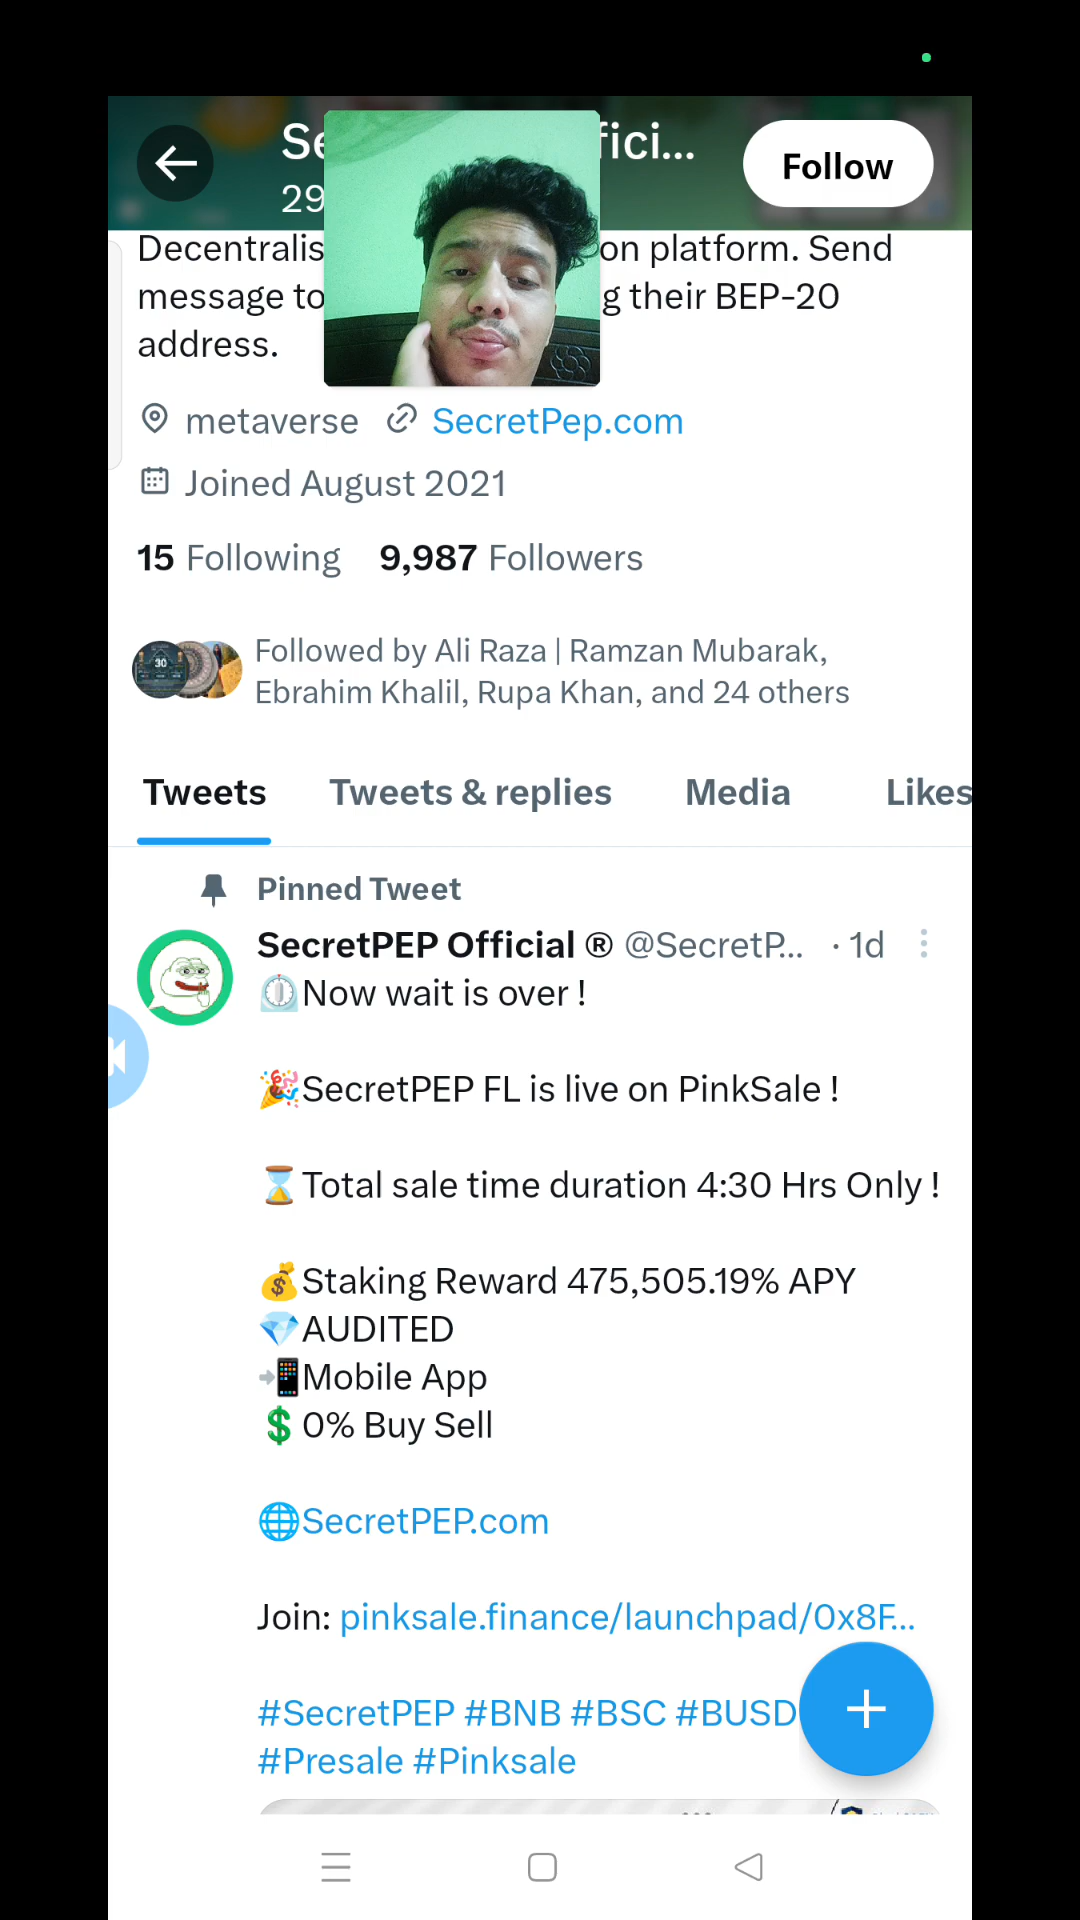 Se
fici...
Follow
29
Decentralis
on platform. Send
message to
g their BEP-20
address.
metaverse SecretPep.com
Joined August 2021
15 Following 9,987 Followers
30
Followed by Ali Raza | Ramzan Mubarak,
Ebrahim Khalil, Rupa Khan, and 24 others
Tweets Tweets & replies Media Likes
Pinned Tweet
SecretPEP Official ® @SecretP... · 1d
⏲️Now wait is over !
🎉SecretPEP FL is live on PinkSale !
⌛Total sale time duration 4:30 Hrs Only !
💰Staking Reward 475,505.19% APY
💎AUDITED
📲Mobile App
💲0% Buy Sell
🌐SecretPEP.com
Join: pinksale.finance/launchpad/0x8F...
#SecretPEP #BNB #BSC #BUSD
#Presale #Pinksale